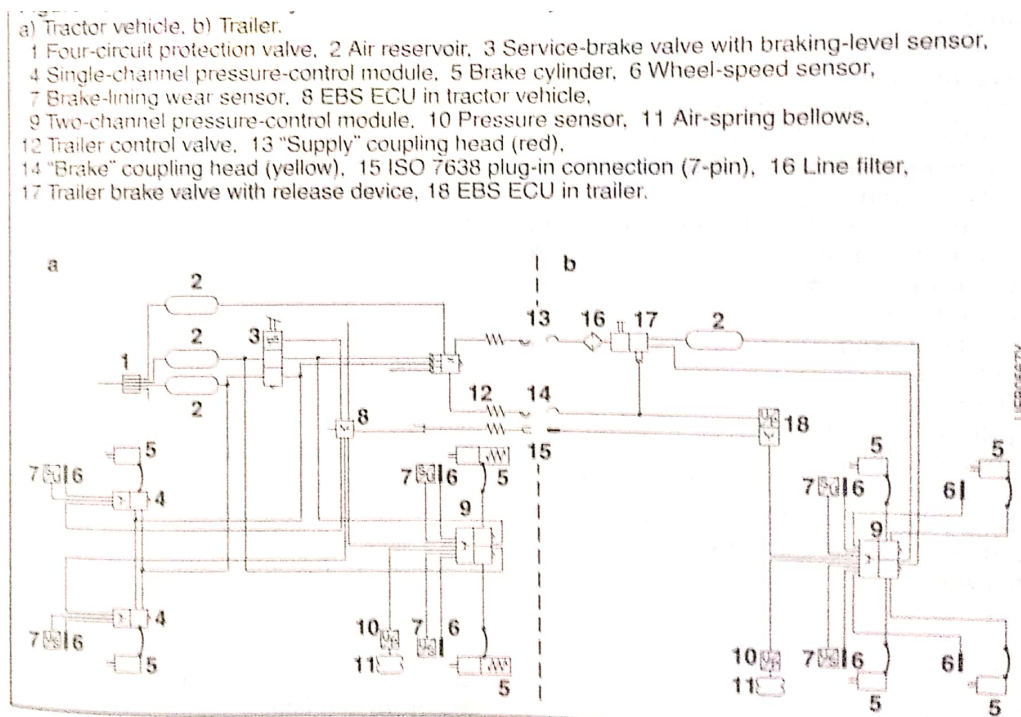 a) Tractor vehicle, b) Trailer.
1 Four-circuit protection valve, 2 Air reservoir, 3 Service-brake valve with braking-level sensor,
4 Single-channel pressure-control module, 5 Brake cylinder, 6 Wheel-speed sensor,
7 Brake-lining wear sensor, 8 EBS ECU in tractor vehicle,
9 Two-channel pressure-control module, 10 Pressure sensor, 11 Air-spring bellows,
12 Trailer control valve, 13 "Supply" coupling head (red),
14 "Brake" coupling head (yellow), 15 ISO 7638 plug-in connection (7-pin), 16 Line filter,
17 Trailer brake valve with release device, 18 EBS ECU in trailer.
a b
2
13 16 17 2
2 3
1
2
12 14
8 18
5 15 5 5
7 6 7 6 5 7 6 6
4 9 9
4 10 7 6
7 6 10 7 6 6
5 11 11
5 5 5